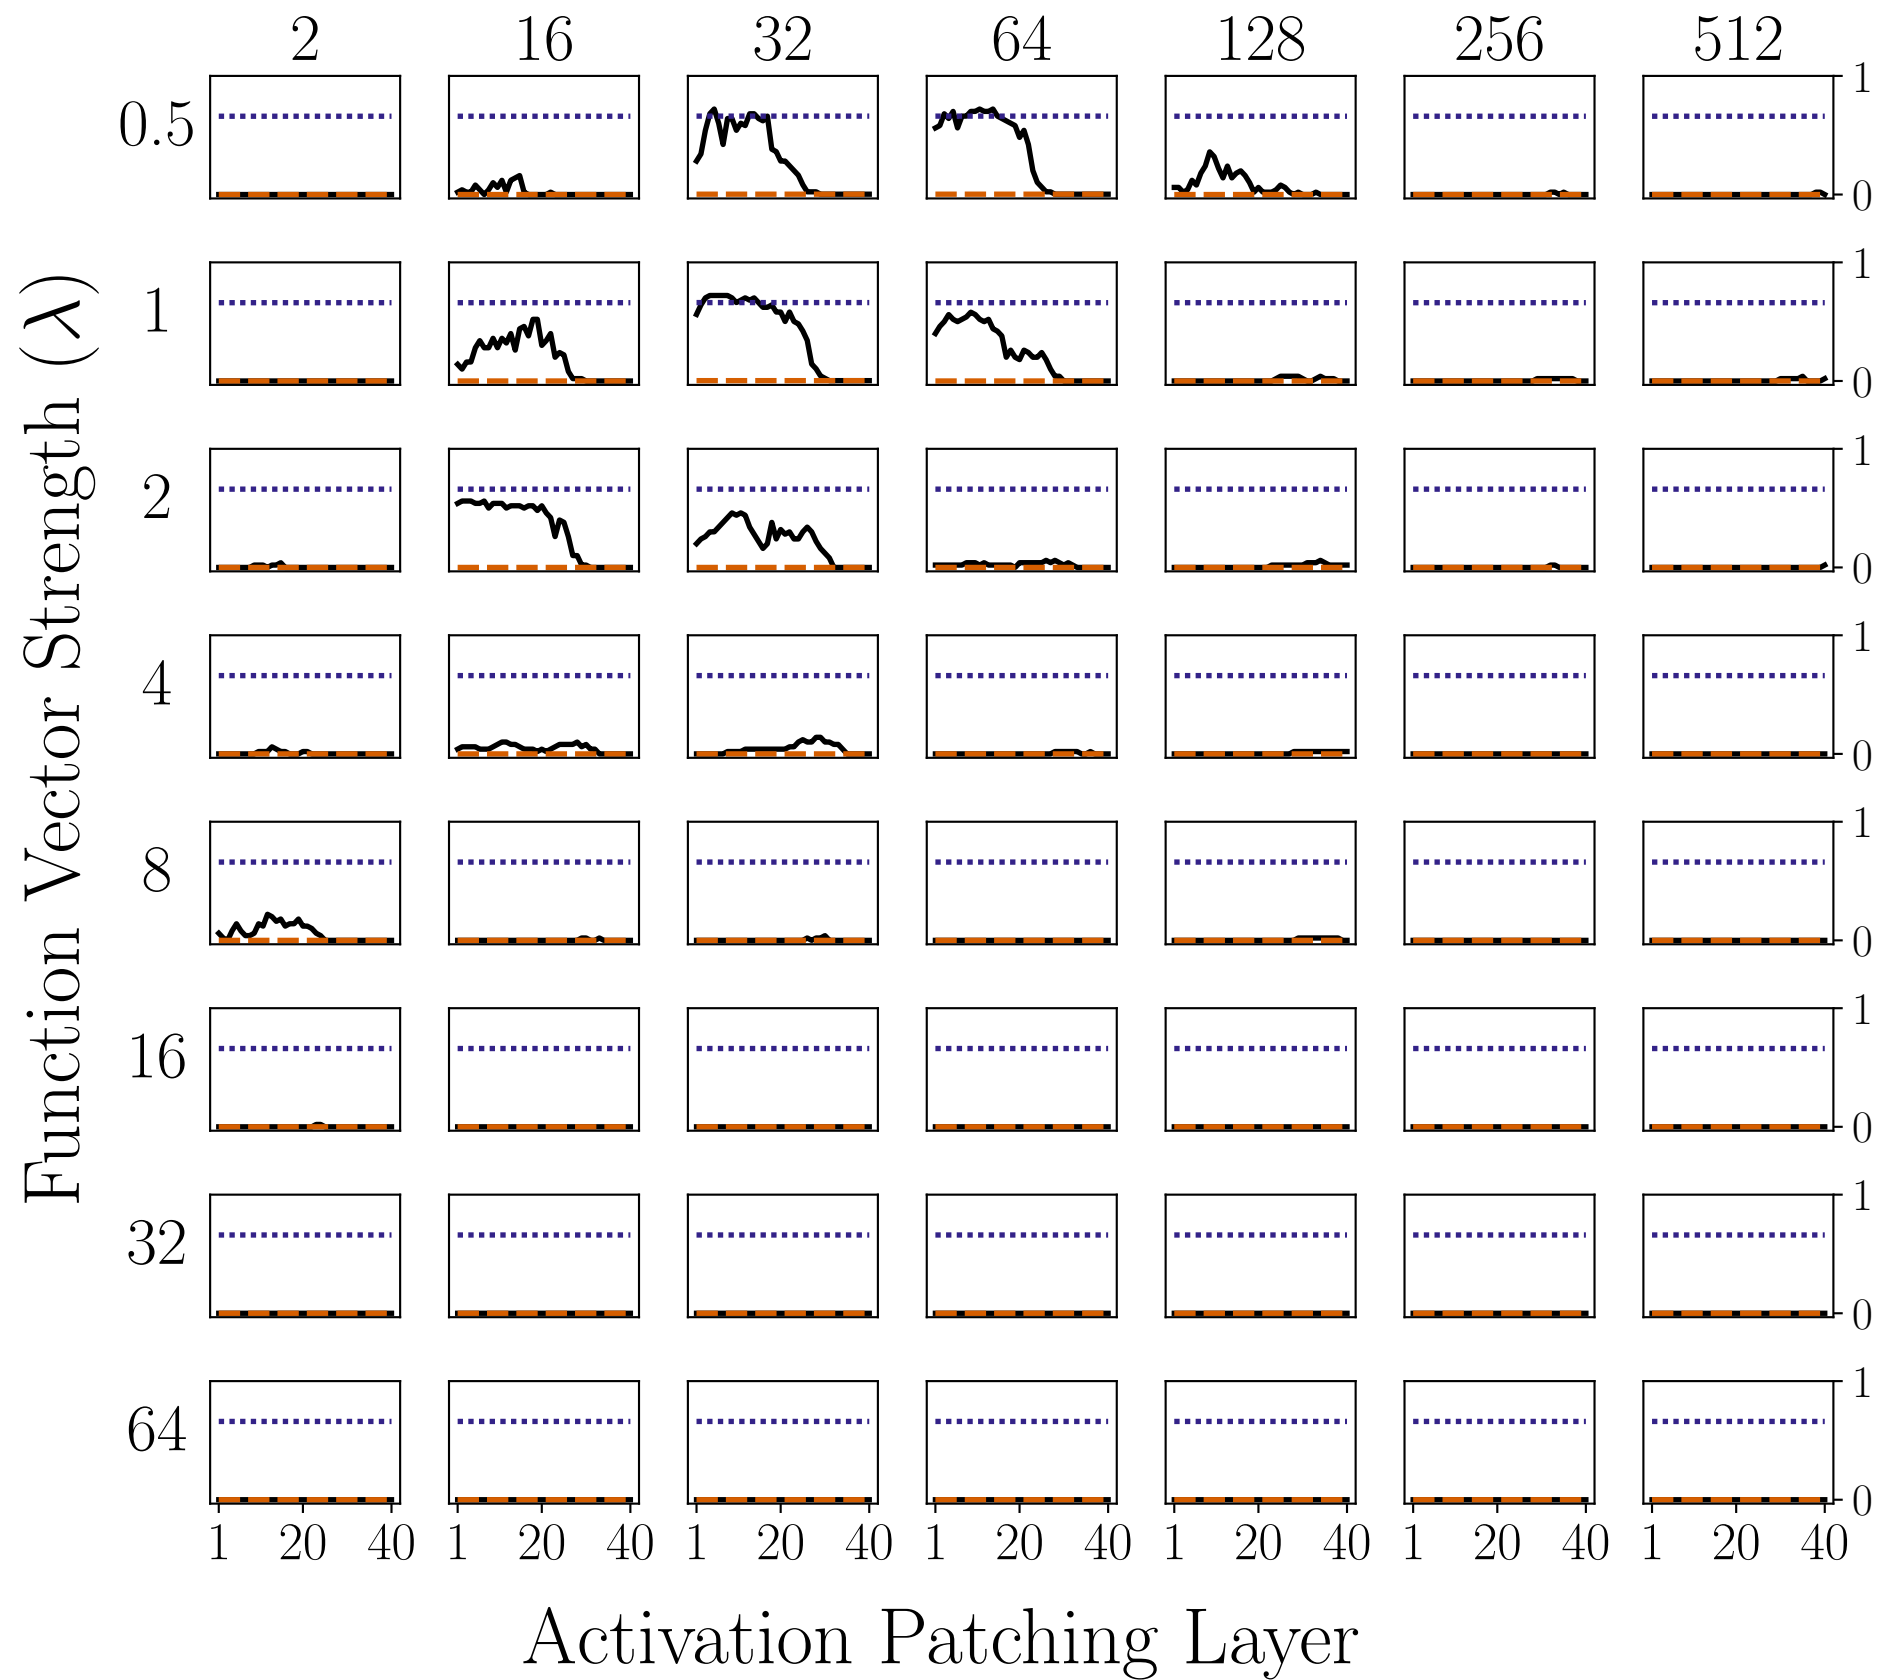 2 16 32 64 128 256 512
0.5 1 0
1 1 0
2 1 0
4 1 0
8 1 0
16 1 0
32 1 0
64 1 0
Function Vector Strength (λ)
1 20 40 1 20 40 1 20 40 1 20 40 1 20 40 1 20 40 1 20 40
Activation Patching Layer